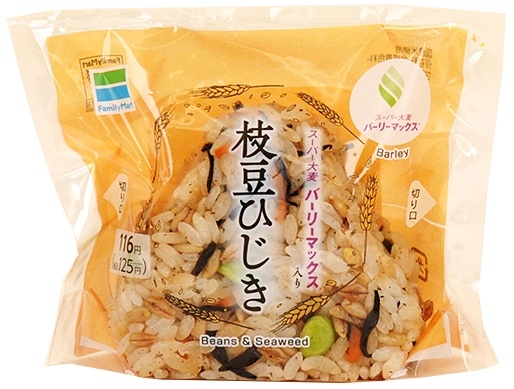 FamilyMart
FamilyMart
スーパー大麦
バーリーマックス
Barley
切り口
切り口
スーパー大麦
バーリーマックス
入り
枝豆ひじき
116円
125円
Beans & Seaweed